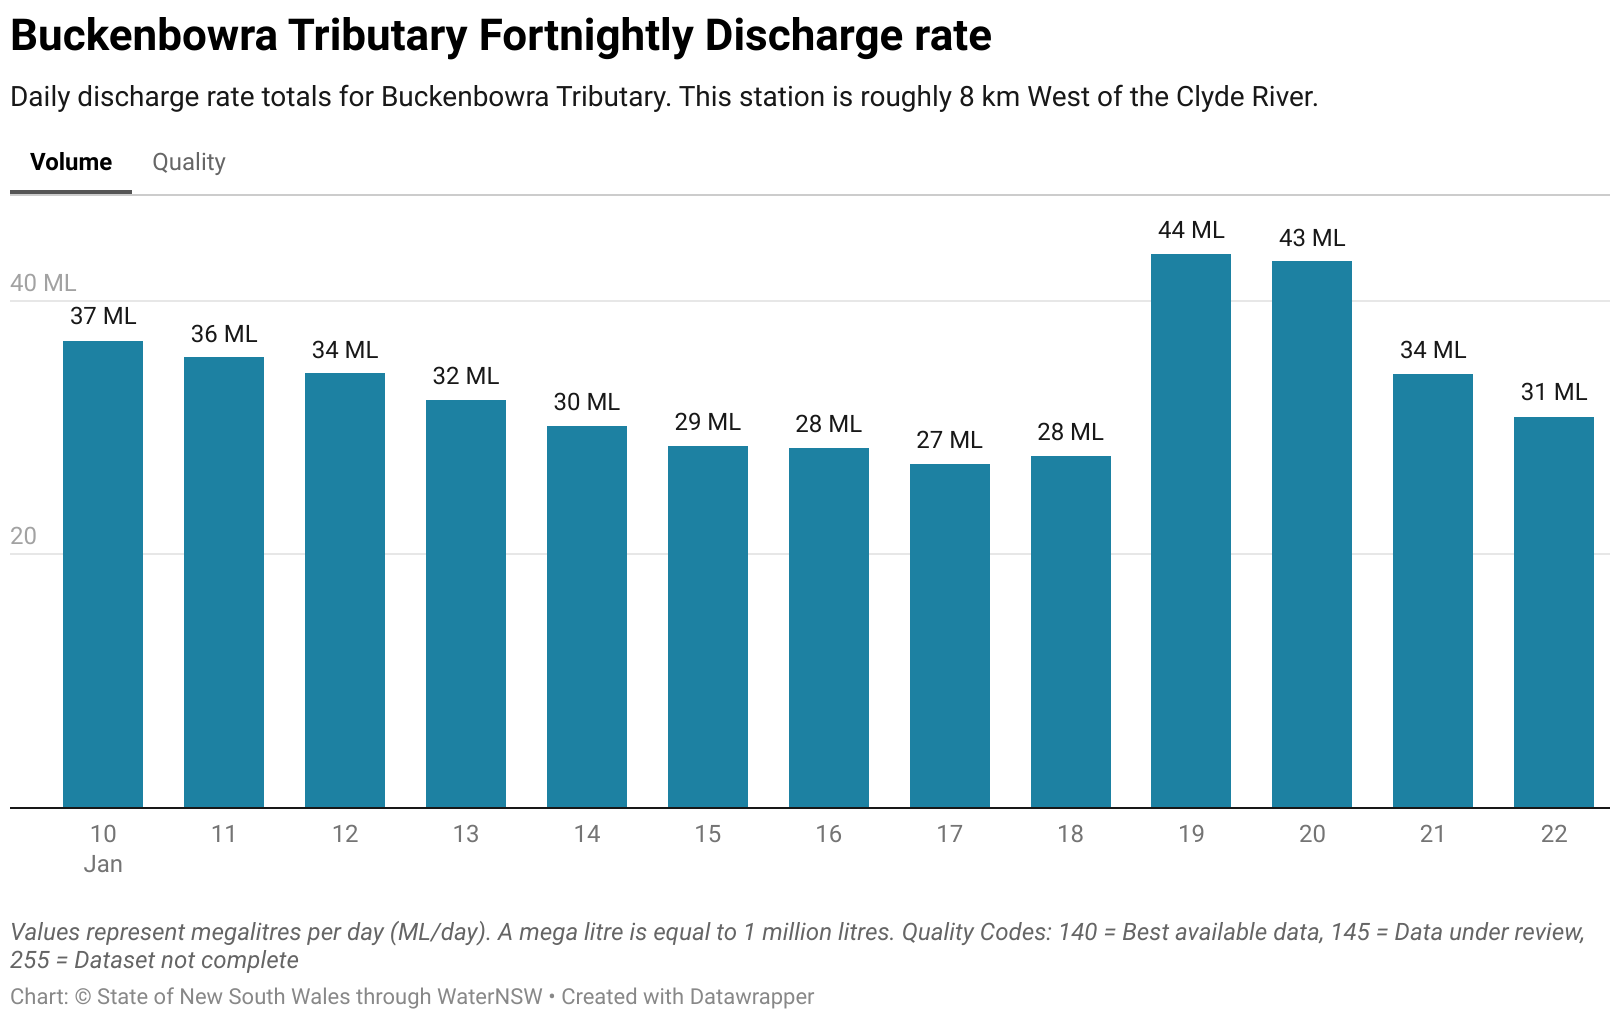 Buckenbowra Tributary Fortnightly Discharge rate
Daily discharge rate totals for Buckenbowra Tributary. This station is roughly 8 km West of the Clyde River.
Volume Quality
44 ML
43 ML
40 ML
37 ML
36 ML
34 ML
32 ML
30 ML
29 ML
28 ML
27 ML
28 ML
34 ML
31 ML
20
10 11 12 13 14 15 16 17 18 19 20 21 22
Jan
Values represent megalitres per day (ML/day). A mega litre is equal to 1 million litres. Quality Codes: 140 = Best available data, 145 = Data under review,
255 = Dataset not complete
Chart: © State of New South Wales through WaterNSW • Created with Datawrapper